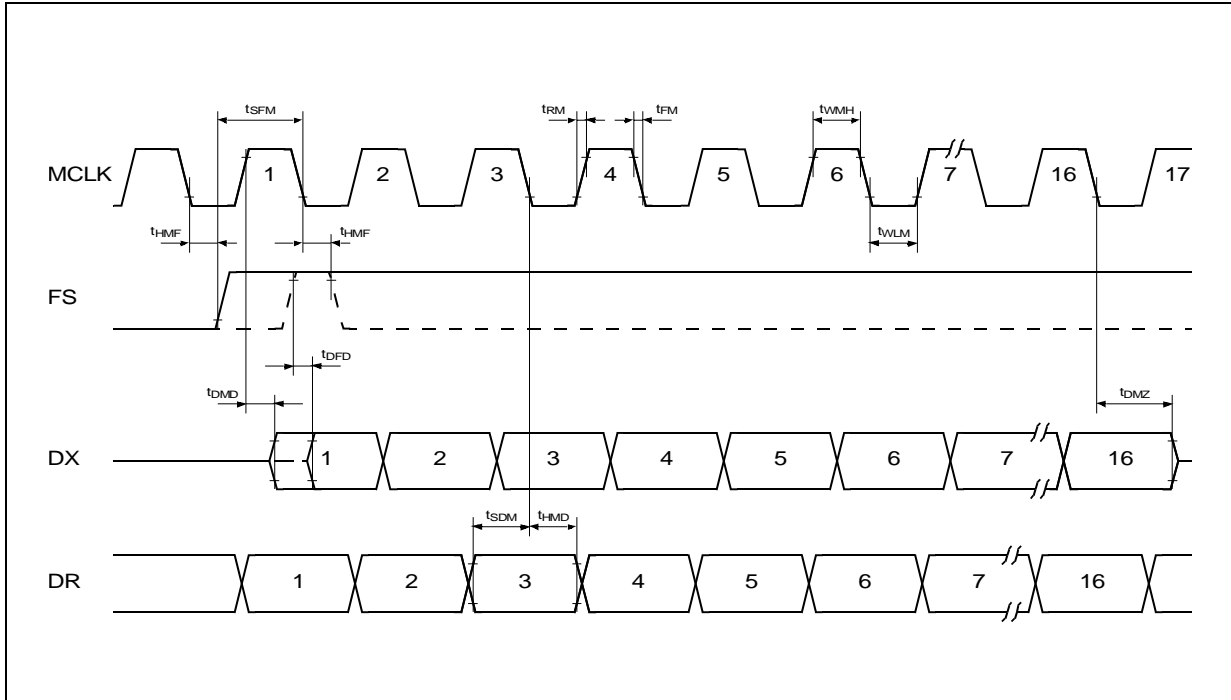 tSFM tRM tFM tWMH
MCLK 1 2 3 4 5 6 7 16 17
tHMF tHMF tWLM
FS
tDFD
tDMD tDMZ
DX 1 2 3 4 5 6 7 16
tSDM tHMD
DR 1 2 3 4 5 6 7 16